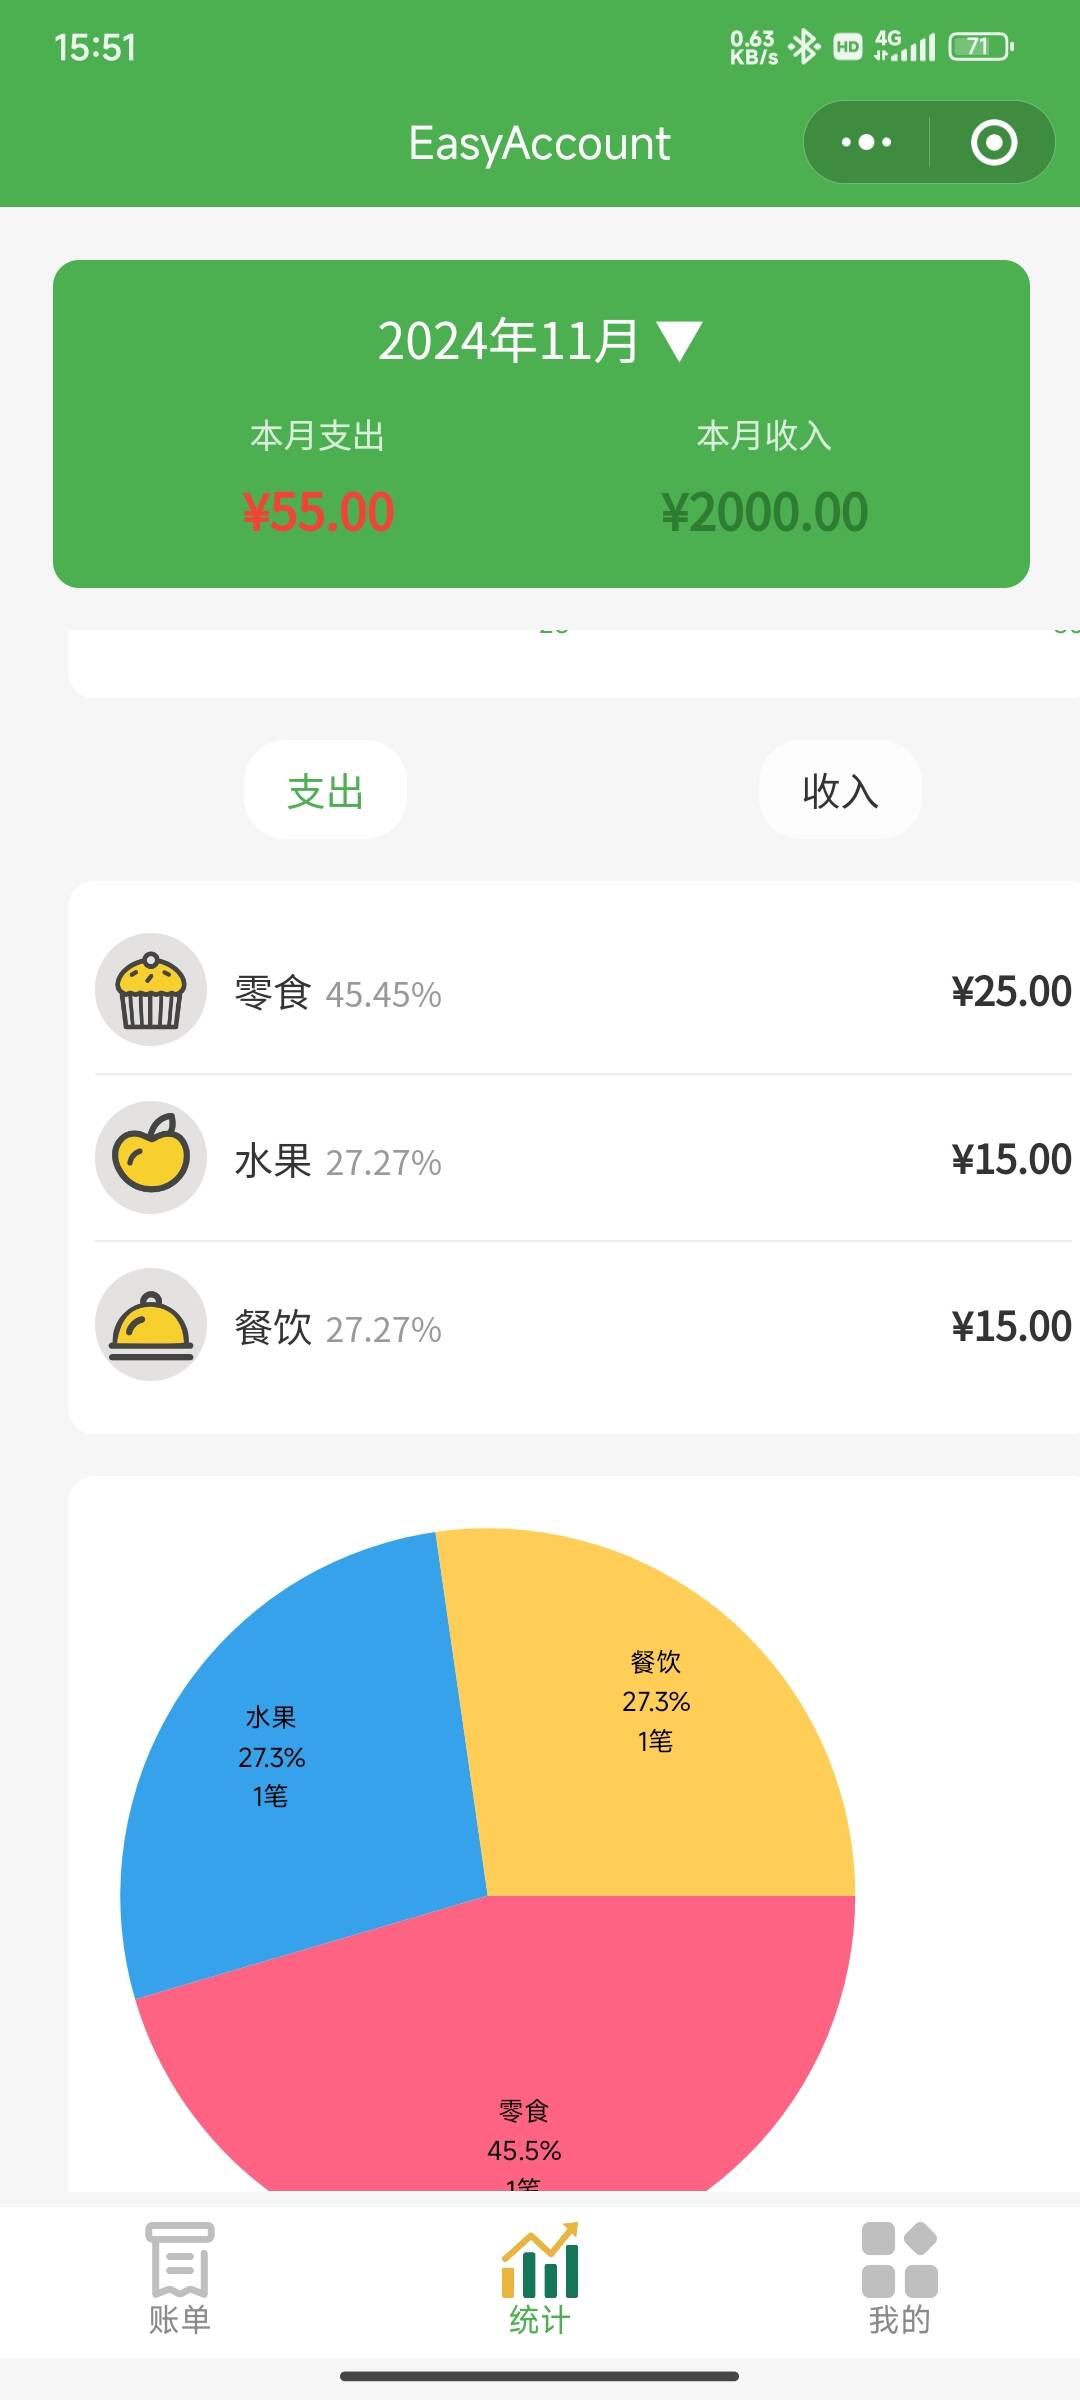 15:51
0.63
KB/s
HD
4G
71
EasyAccount
2024年11月 ▼
本月支出
本月收入
¥55.00
¥2000.00
支出
收入
零食 45.45%
¥25.00
水果 27.27%
¥15.00
餐饮 27.27%
¥15.00
餐饮
27.3%
1笔
水果
27.3%
1笔
零食
45.5%
1笔
账单
统计
我的